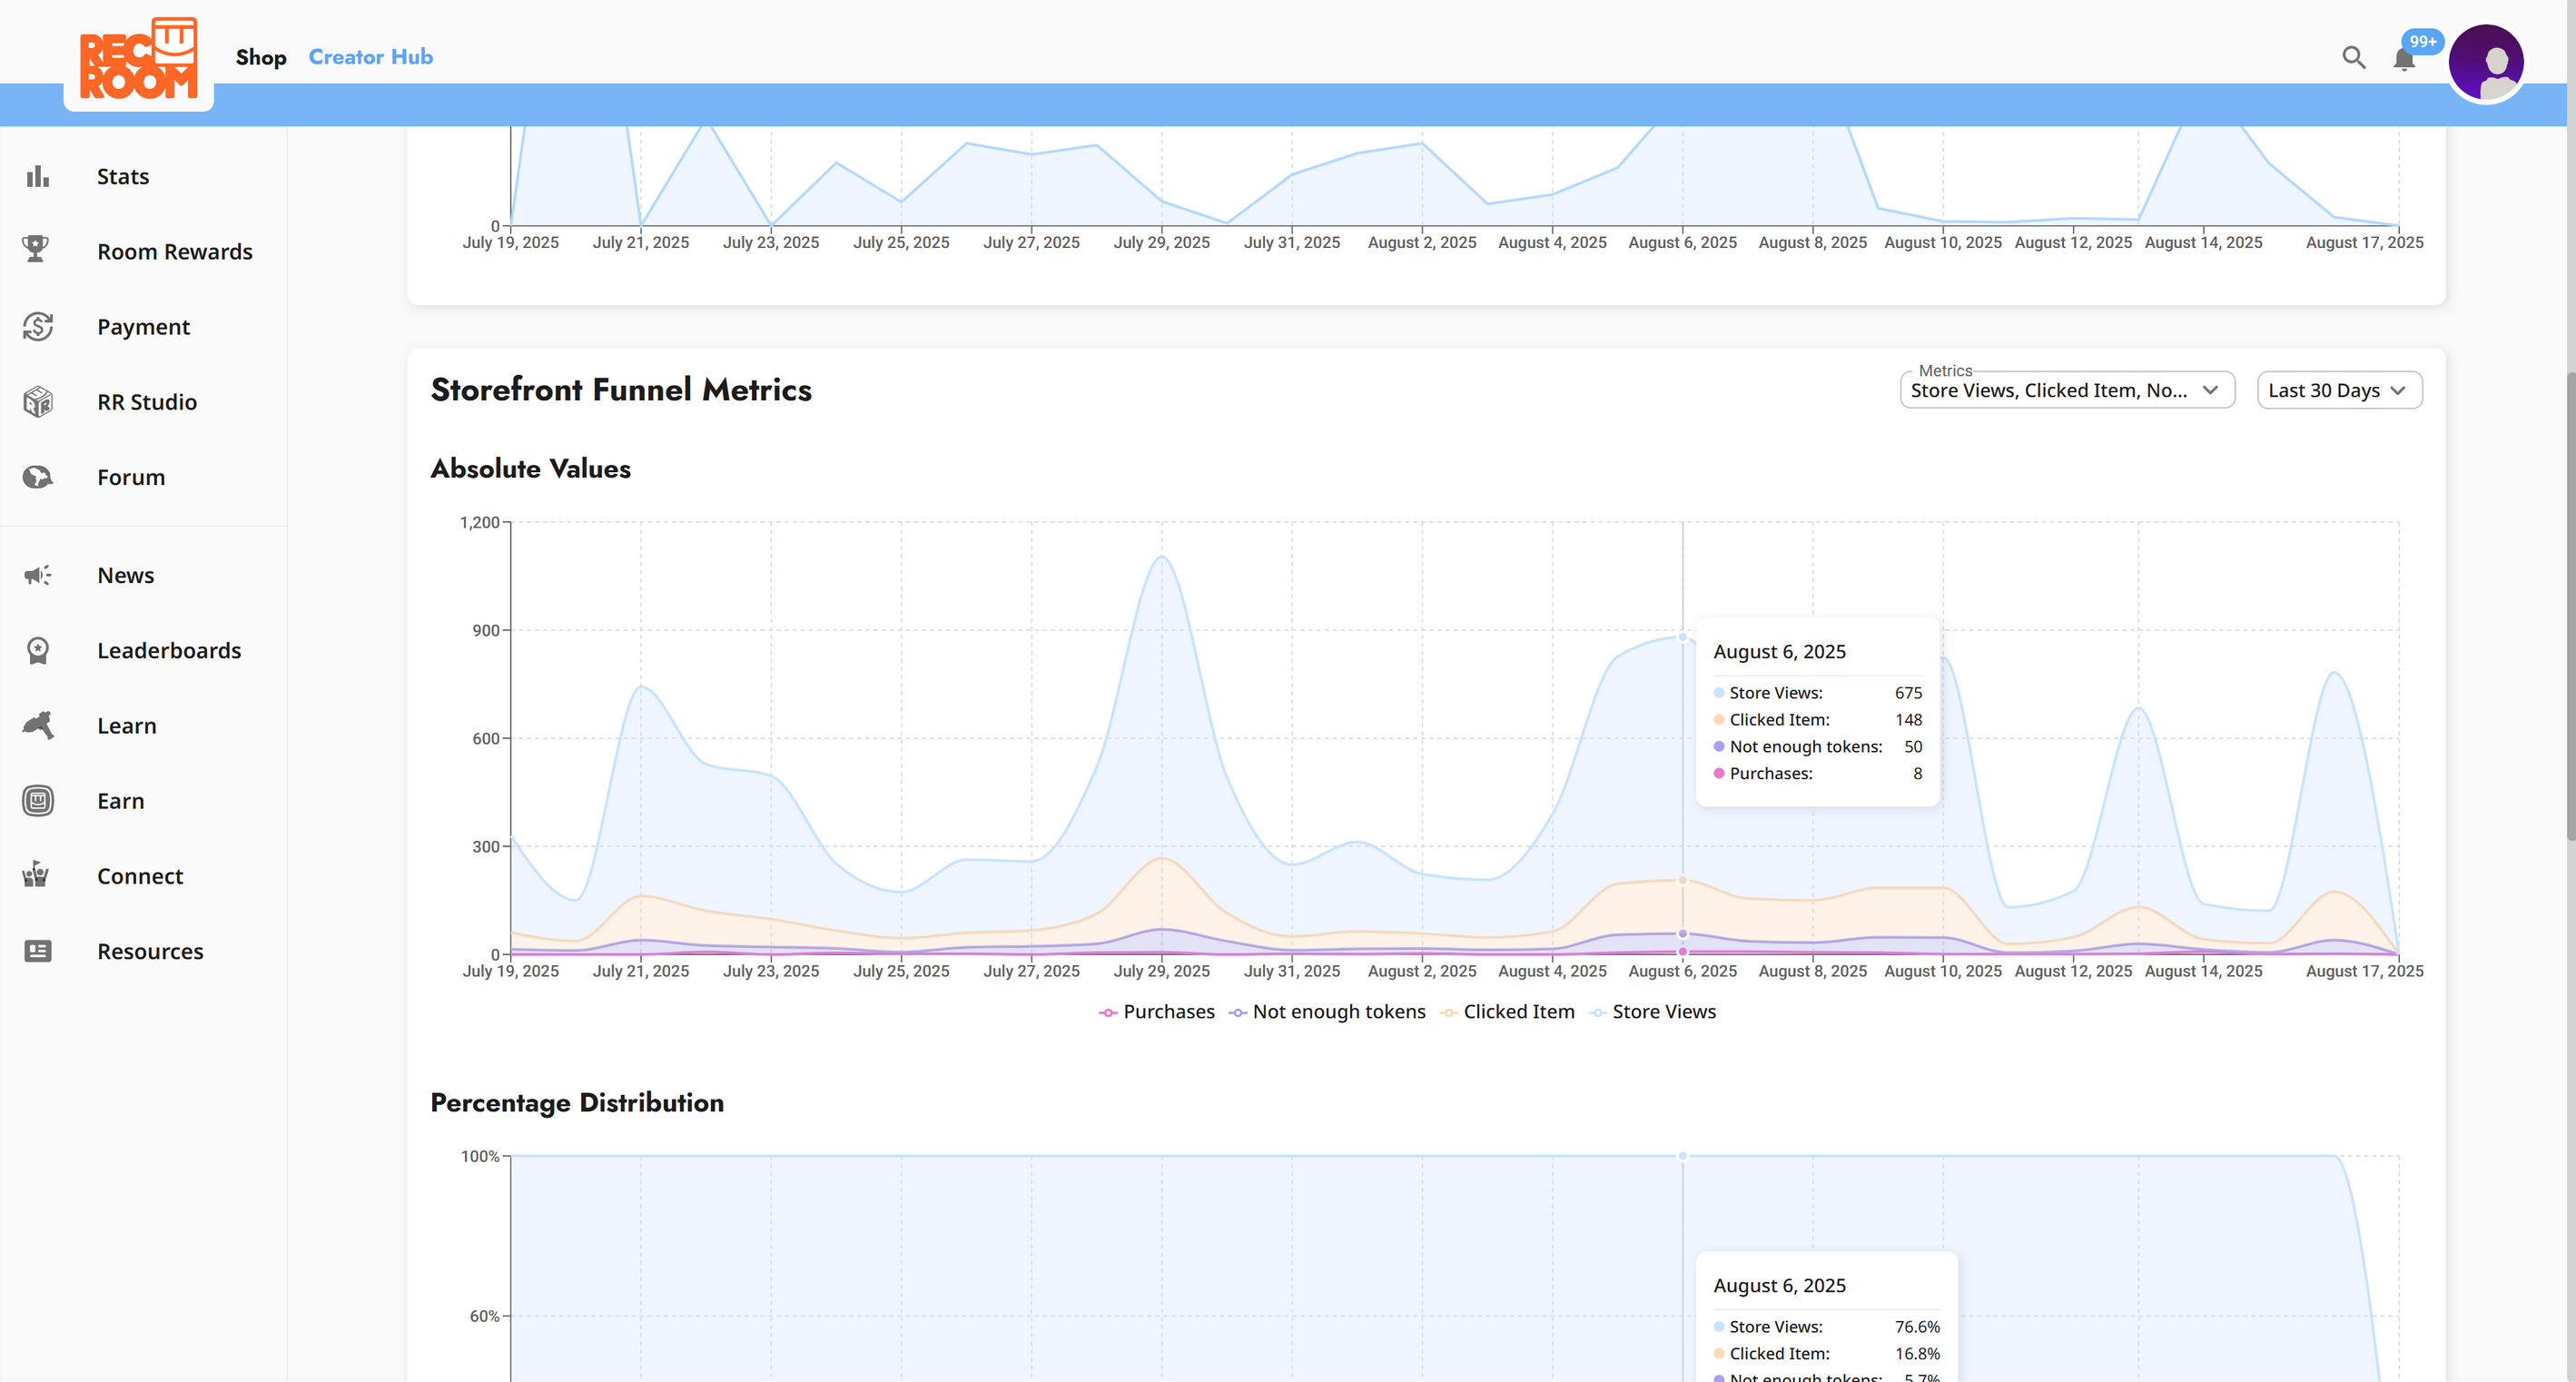 REC ROOM
Shop Creator Hub
99+
Stats
Room Rewards
Payment
RR Studio
Forum
News
Leaderboards
Learn
Earn
Connect
Resources
0
July 19, 2025 July 21, 2025 July 23, 2025 July 25, 2025 July 27, 2025 July 29, 2025 July 31, 2025 August 2, 2025 August 4, 2025 August 6, 2025 August 8, 2025 August 10, 2025 August 12, 2025 August 14, 2025 August 17, 2025
Storefront Funnel Metrics
Metrics
Store Views, Clicked Item, No...
Last 30 Days
Absolute Values
1,200
900
600
300
0
August 6, 2025
Store Views: 675
Clicked Item: 148
Not enough tokens: 50
Purchases: 8
July 19, 2025 July 21, 2025 July 23, 2025 July 25, 2025 July 27, 2025 July 29, 2025 July 31, 2025 August 2, 2025 August 4, 2025 August 6, 2025 August 8, 2025 August 10, 2025 August 12, 2025 August 14, 2025 August 17, 2025
Purchases Not enough tokens Clicked Item Store Views
Percentage Distribution
100%
60%
August 6, 2025
Store Views: 76.6%
Clicked Item: 16.8%
Not enough tokens: 5.7%